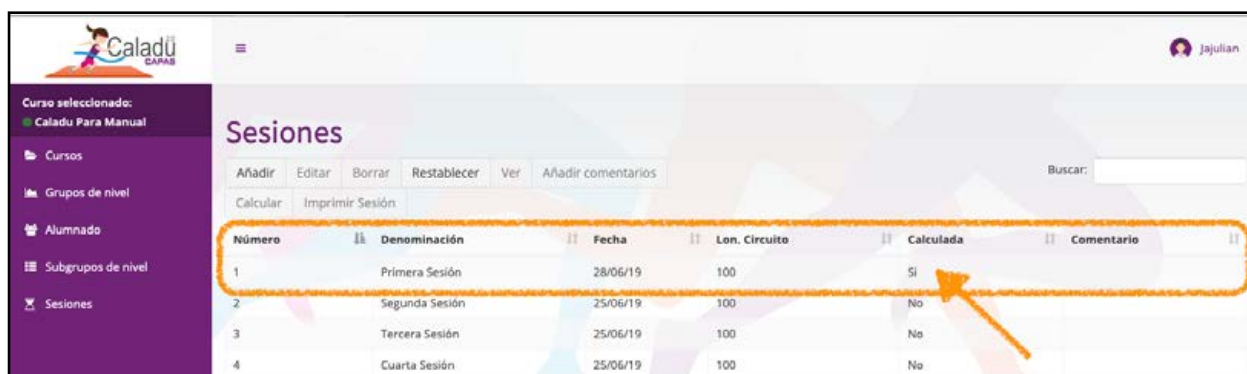 Caladü
CAPAS
Jajulian
Curso seleccionado:
Caladu Para Manual
Cursos
Grupos de nivel
Alumnado
Subgrupos de nivel
Sesiones
Sesiones
Añadir Editar Borrar Restablecer Ver Añadir comentarios
Buscar:
Calcular Imprimir Sesión
Número Denominación Fecha Lon. Circuito Calculada Comentario
1 Primera Sesión 28/06/19 100 Si
2 Segunda Sesión 25/06/19 100 No
3 Tercera Sesión 25/06/19 100 No
4 Cuarta Sesión 25/06/19 100 No